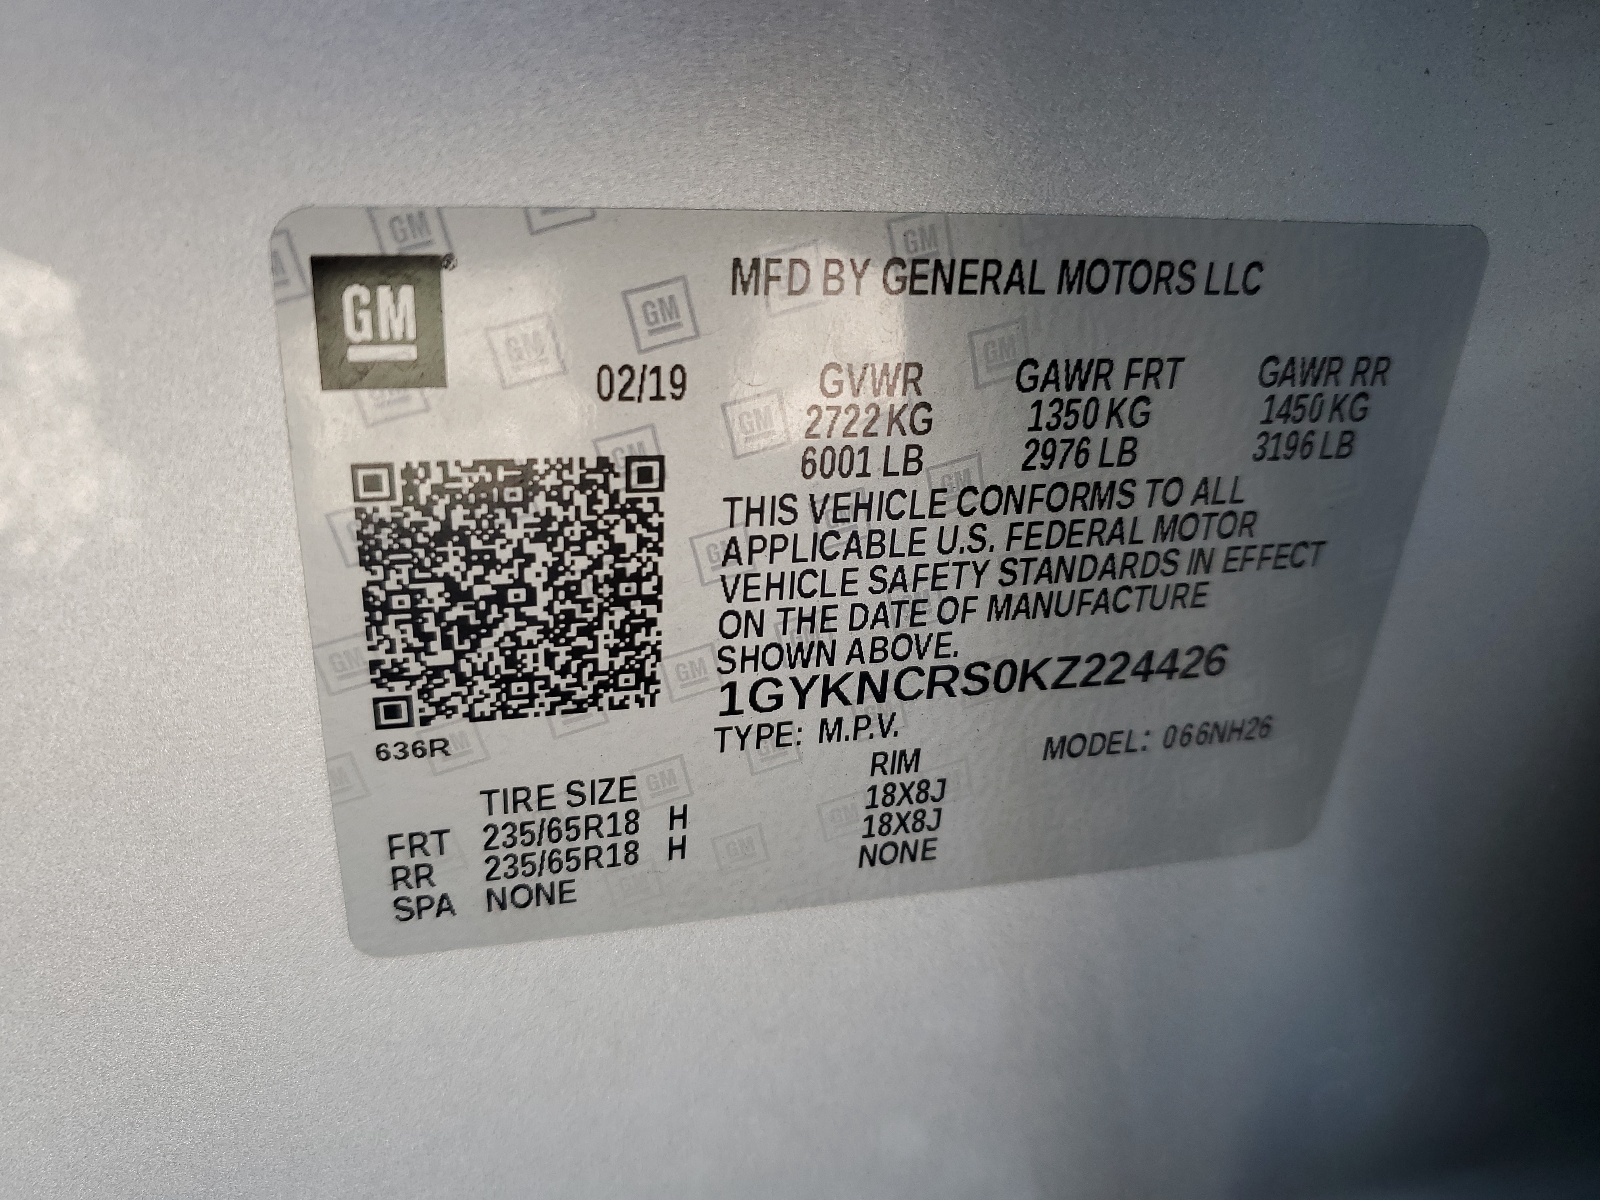 GM
MFD BY GENERAL MOTORS LLC
02/19 GVWR GAWR FRT GAWR RR
2722 KG 1350 KG 1450 KG
6001 LB 2976 LB 3196 LB
THIS VEHICLE CONFORMS TO ALL
APPLICABLE U.S. FEDERAL MOTOR
VEHICLE SAFETY STANDARDS IN EFFECT
ON THE DATE OF MANUFACTURE
SHOWN ABOVE.
1GYKNCRS0KZ224426
636R TYPE: M.P.V. MODEL: 066NH26
TIRE SIZE RIM
FRT 235/65R18 H 18X8J
RR 235/65R18 H 18X8J
SPA NONE NONE